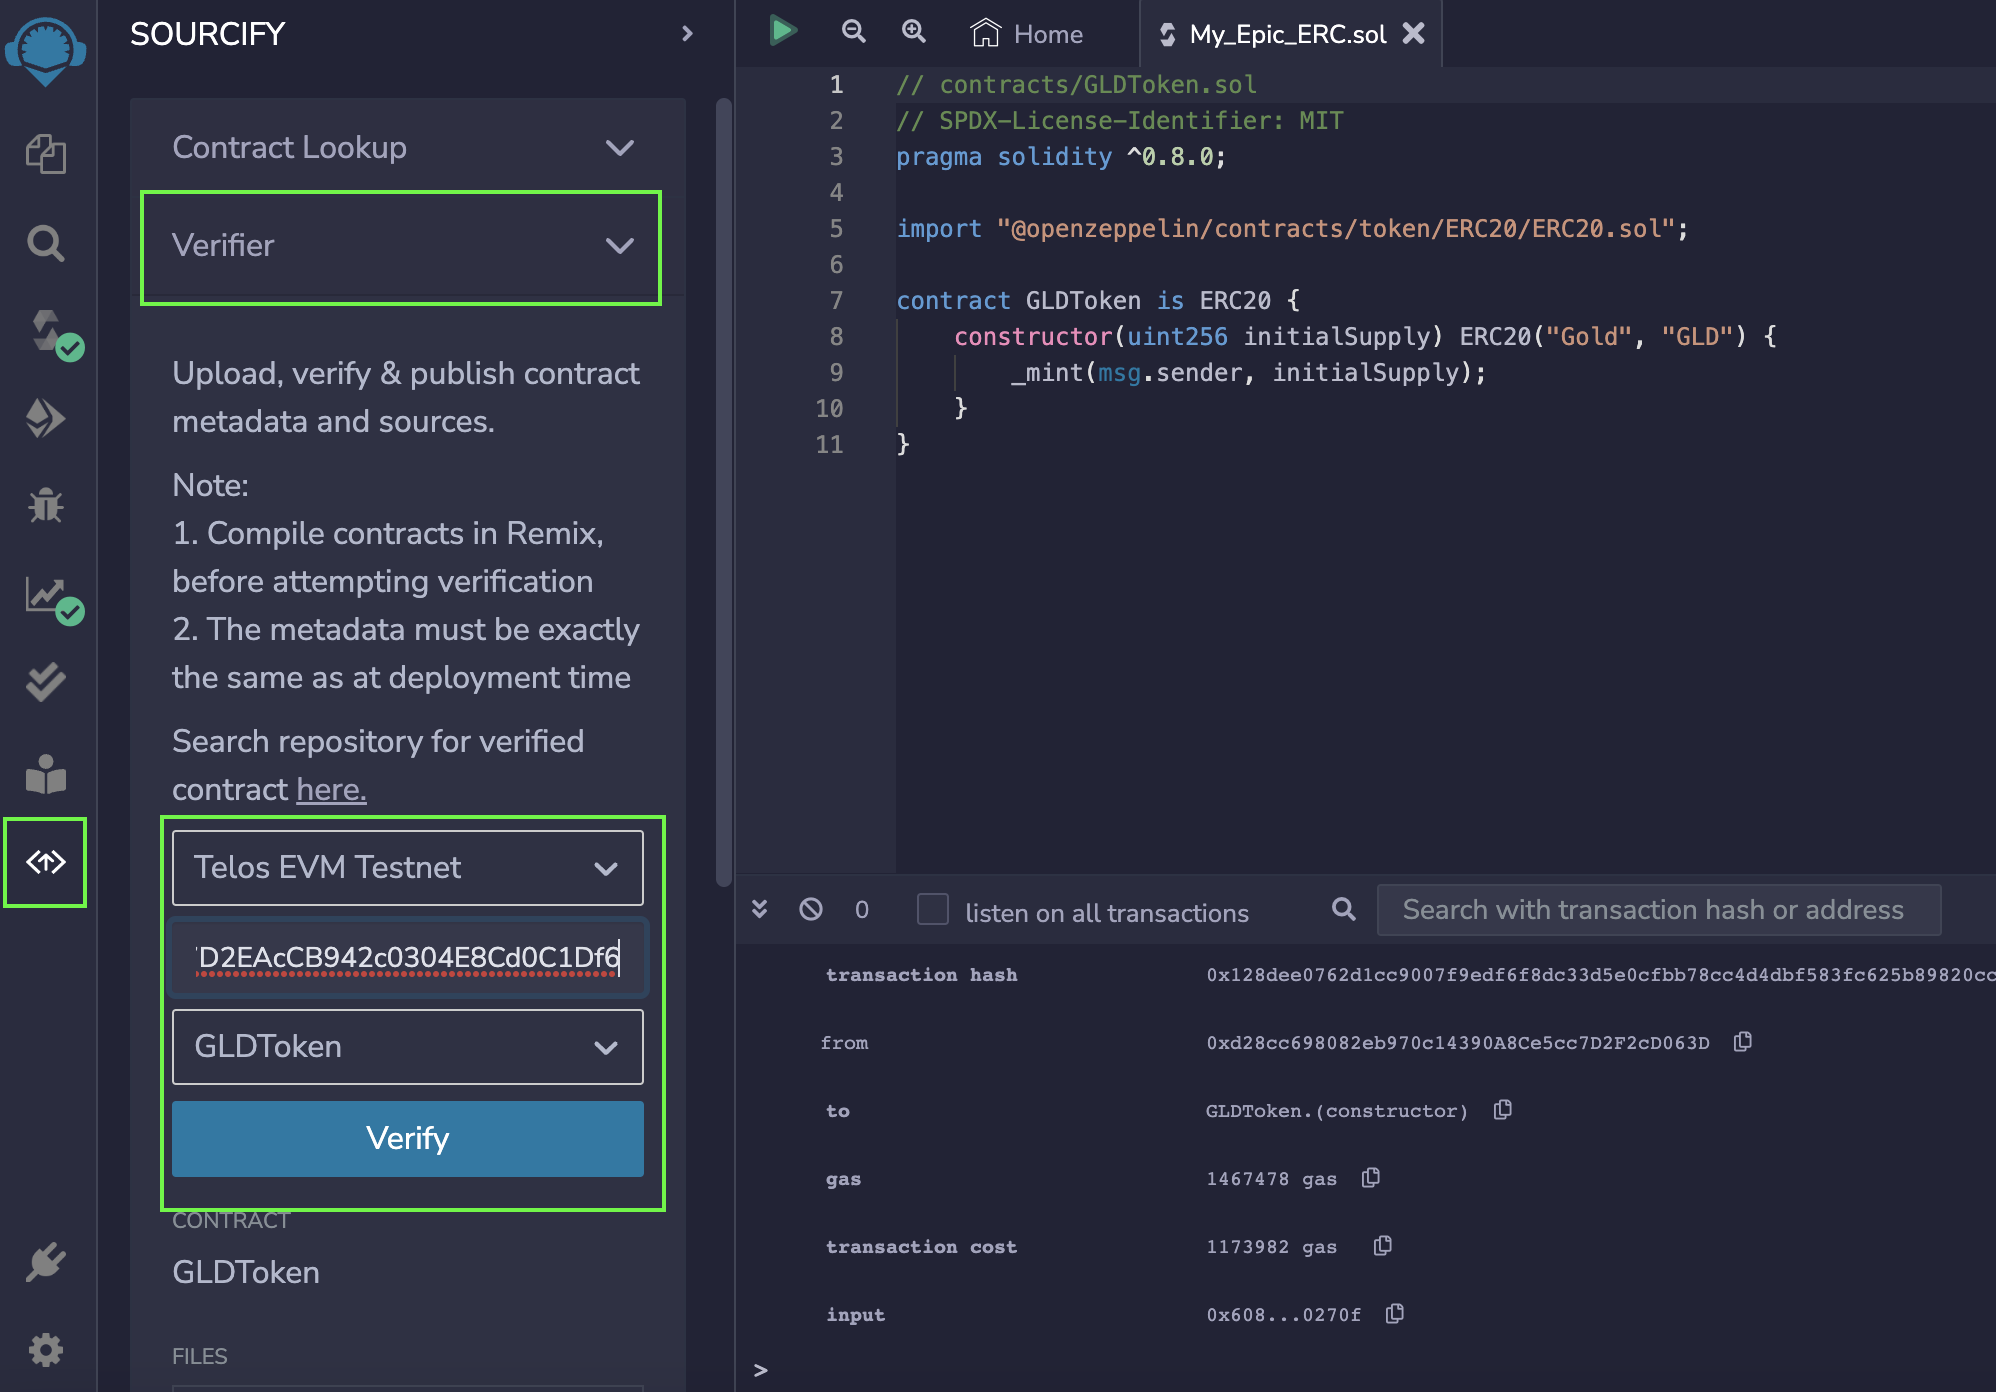 SOURCIFY
Contract Lookup
Verifier
Upload, verify & publish contract
metadata and sources.
Note:
1. Compile contracts in Remix,
before attempting verification
2. The metadata must be exactly
the same as at deployment time
Search repository for verified
contract here.
Telos EVM Testnet
D2EAcCB942c0304E8Cd0C1Df6
GLDToken
Verify
CONTRACT
GLDToken
FILES
Home
My_Epic_ERC.sol
1 // contracts/GLDToken.sol
2 // SPDX-License-Identifier: MIT
3 pragma solidity ^0.8.0;
4
5 import "@openzeppelin/contracts/token/ERC20/ERC20.sol";
6
7 contract GLDToken is ERC20 {
8 constructor(uint256 initialSupply) ERC20("Gold", "GLD") {
9 _mint(msg.sender, initialSupply);
10 }
11 }
0 listen on all transactions Search with transaction hash or address
transaction hash 0x128dee0762d1cc9007f9edf6f8dc33d5e0cfbb78cc4d4dbf583fc625b89820cc
from 0xd28cc698082eb970c14390A8Ce5cc7D2F2cD063D
to GLDToken.(constructor)
gas 1467478 gas
transaction cost 1173982 gas
input 0x608...0270f
>